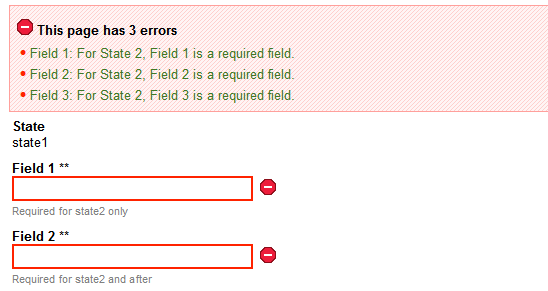 This page has 3 errors
• Field 1: For State 2, Field 1 is a required field.
• Field 2: For State 2, Field 2 is a required field.
• Field 3: For State 2, Field 3 is a required field.
State
state1
Field 1 **
Required for state2 only
Field 2 **
Required for state2 and after